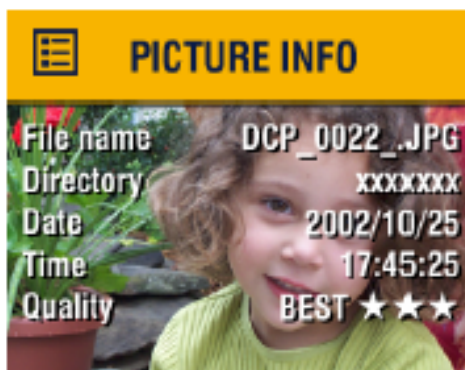 PICTURE INFO
File name DCP_0022_.JPG
Directory xxxxxxx
Date 2002/10/25
Time 17:45:25
Quality BEST ★★★